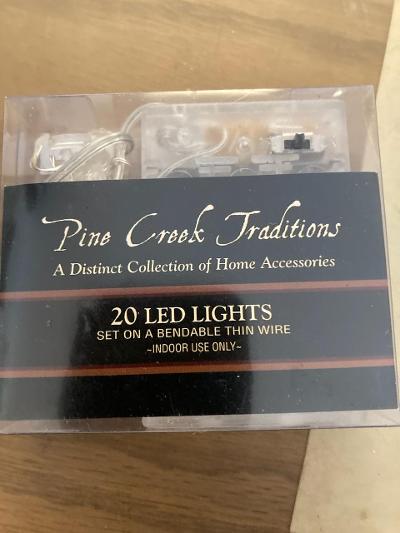 Pine Creek Traditions
A Distinct Collection of Home Accessories
20 LED LIGHTS
SET ON A BENDABLE THIN WIRE
~INDOOR USE ONLY~